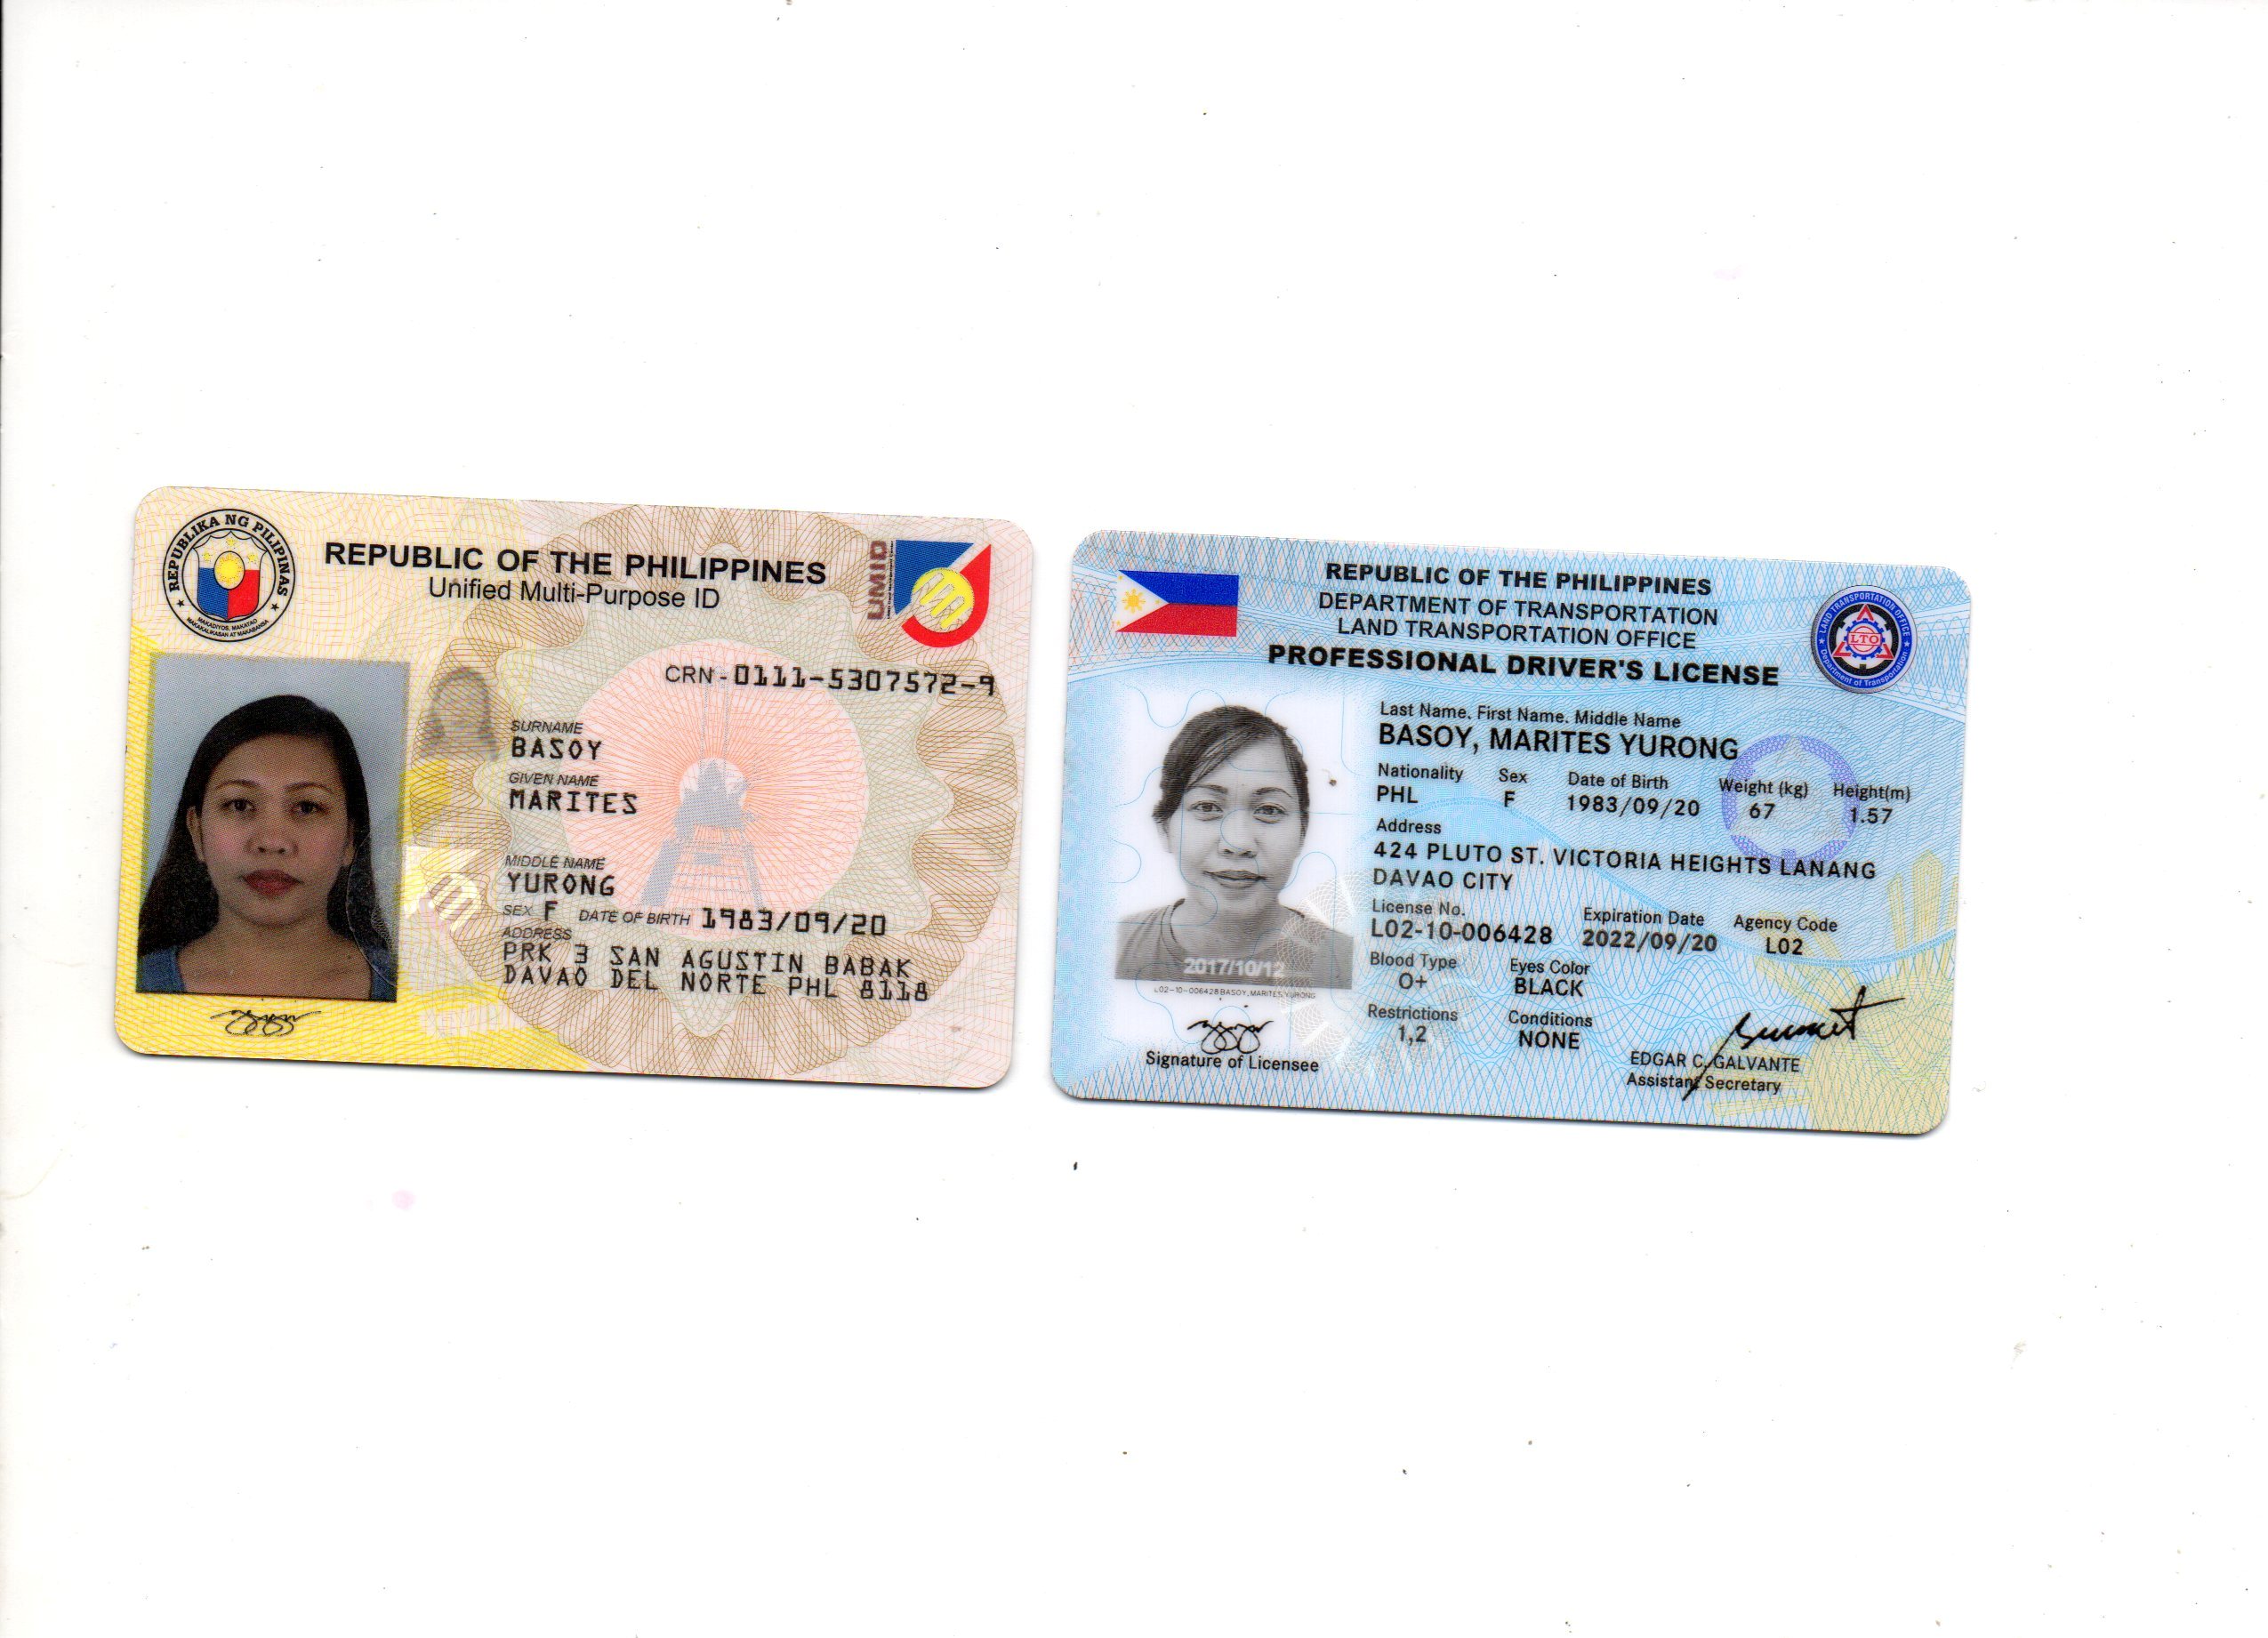 REPUBLIKA NG PILIPINAS
MAKADIYOS, MAKATAO
MAKAKALIKASAN AT MAKABANSA
REPUBLIC OF THE PHILIPPINES
Unified Multi-Purpose ID
UMID
CRN - 0111-5307572-9
SURNAME
BASOY
GIVEN NAME
MARITES
MIDDLE NAME
YURONG
SEX F DATE OF BIRTH 1983/09/20
ADDRESS
PRK 3 SAN AGUSTIN BABAK
DAVAO DEL NORTE PHL 8118
REPUBLIC OF THE PHILIPPINES
DEPARTMENT OF TRANSPORTATION
LAND TRANSPORTATION OFFICE
PROFESSIONAL DRIVER'S LICENSE
LAND TRANSPORTATION OFFICE
LTO
Department of Transportation
Last Name. First Name. Middle Name
BASOY, MARITES YURONG
Nationality Sex Date of Birth Weight (kg) Height(m)
PHL F 1983/09/20 67 1.57
Address
424 PLUTO ST. VICTORIA HEIGHTS LANANG
DAVAO CITY
License No. Expiration Date Agency Code
L02-10-006428 2022/09/20 L02
Blood Type Eyes Color
O+ BLACK
Restrictions Conditions
1,2 NONE
2017/10/12
L02-10-006428BASOY, MARITES YURONG
Signature of Licensee
EDGAR C. GALVANTE
Assistant Secretary